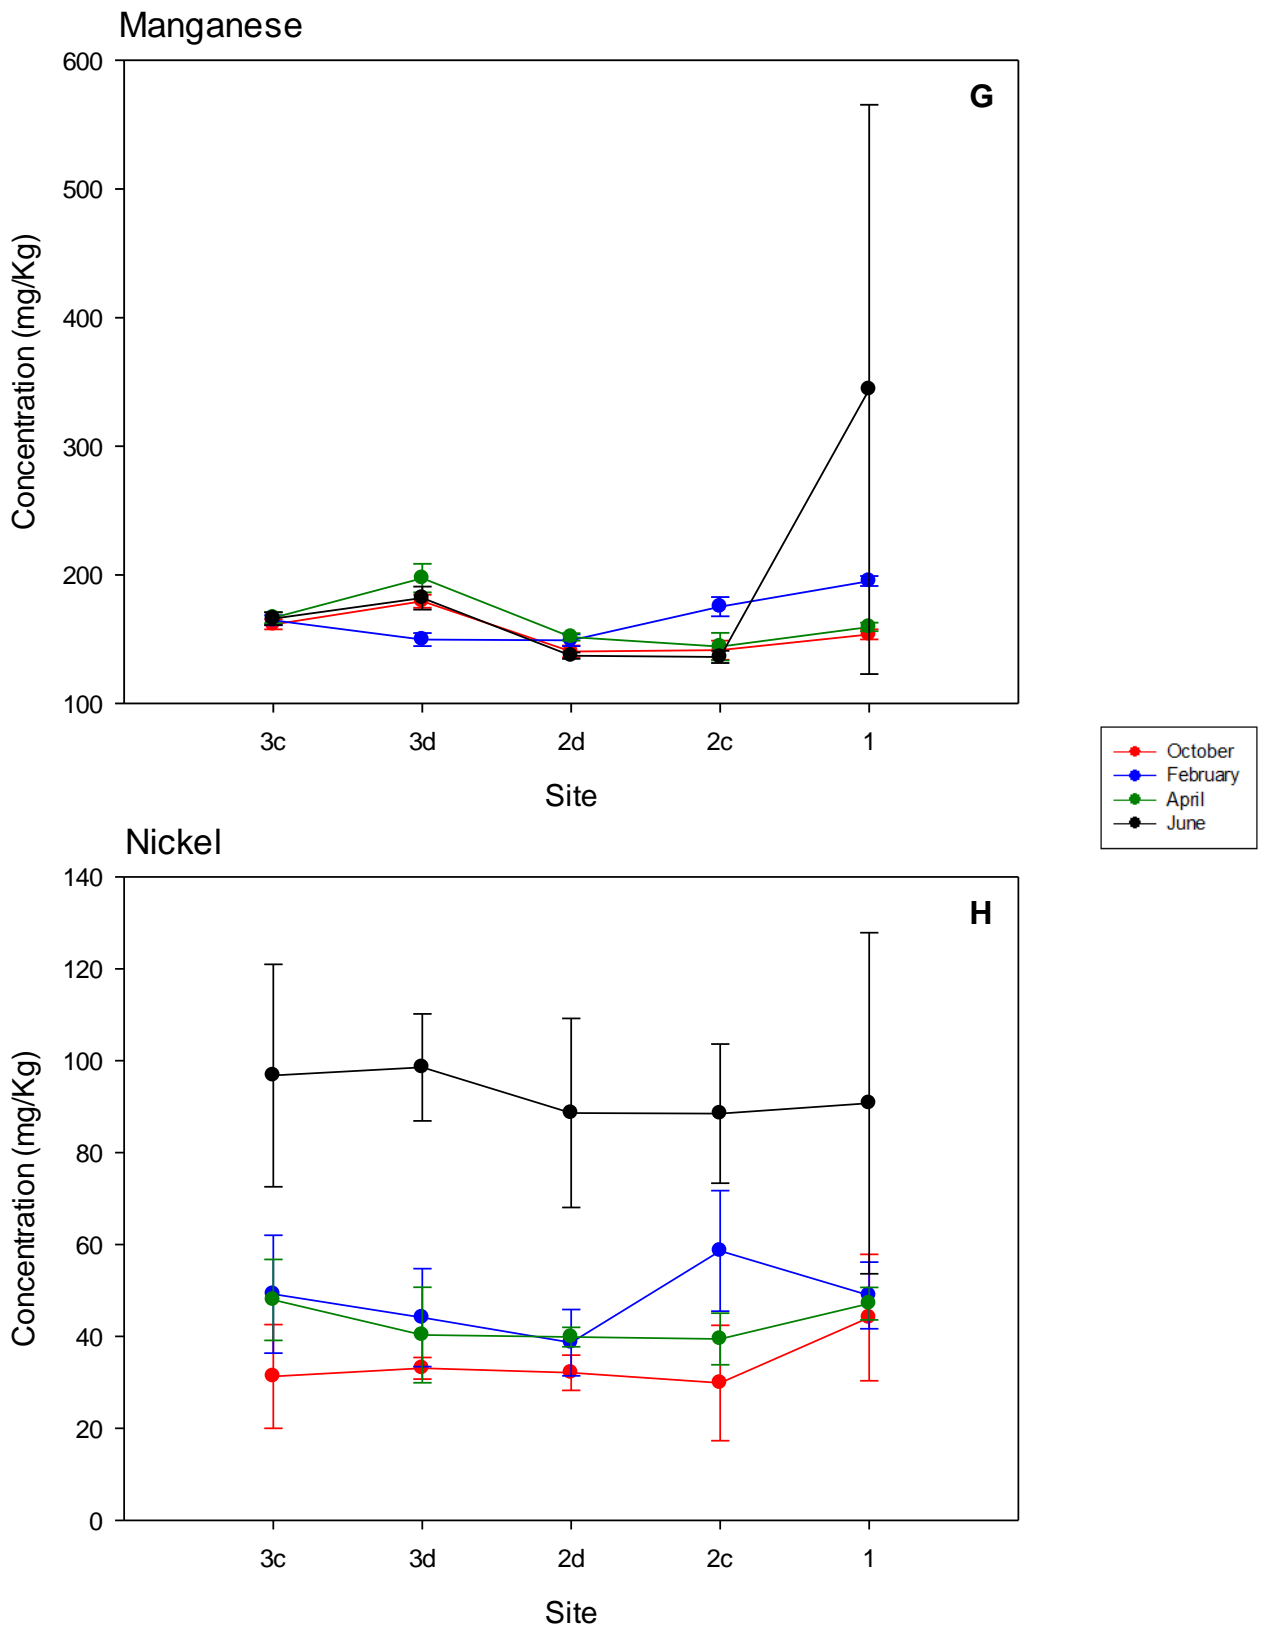 Manganese
G
Concentration (mg/Kg)
600
500
400
300
200
100
3c 3d 2d 2c 1
Site
October
February
April
June
Nickel
H
Concentration (mg/Kg)
140
120
100
80
60
40
20
0
3c 3d 2d 2c 1
Site